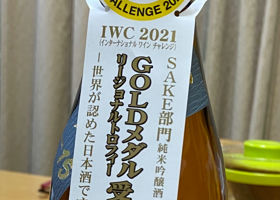 CHALLENGE 20
IWC 2021
(インターナショナル ワイン チャレンジ)
SAKE部門 純米吟醸酒
GOLDメダル 受
リージョナルトロフィー
―世界が認めた日本酒で